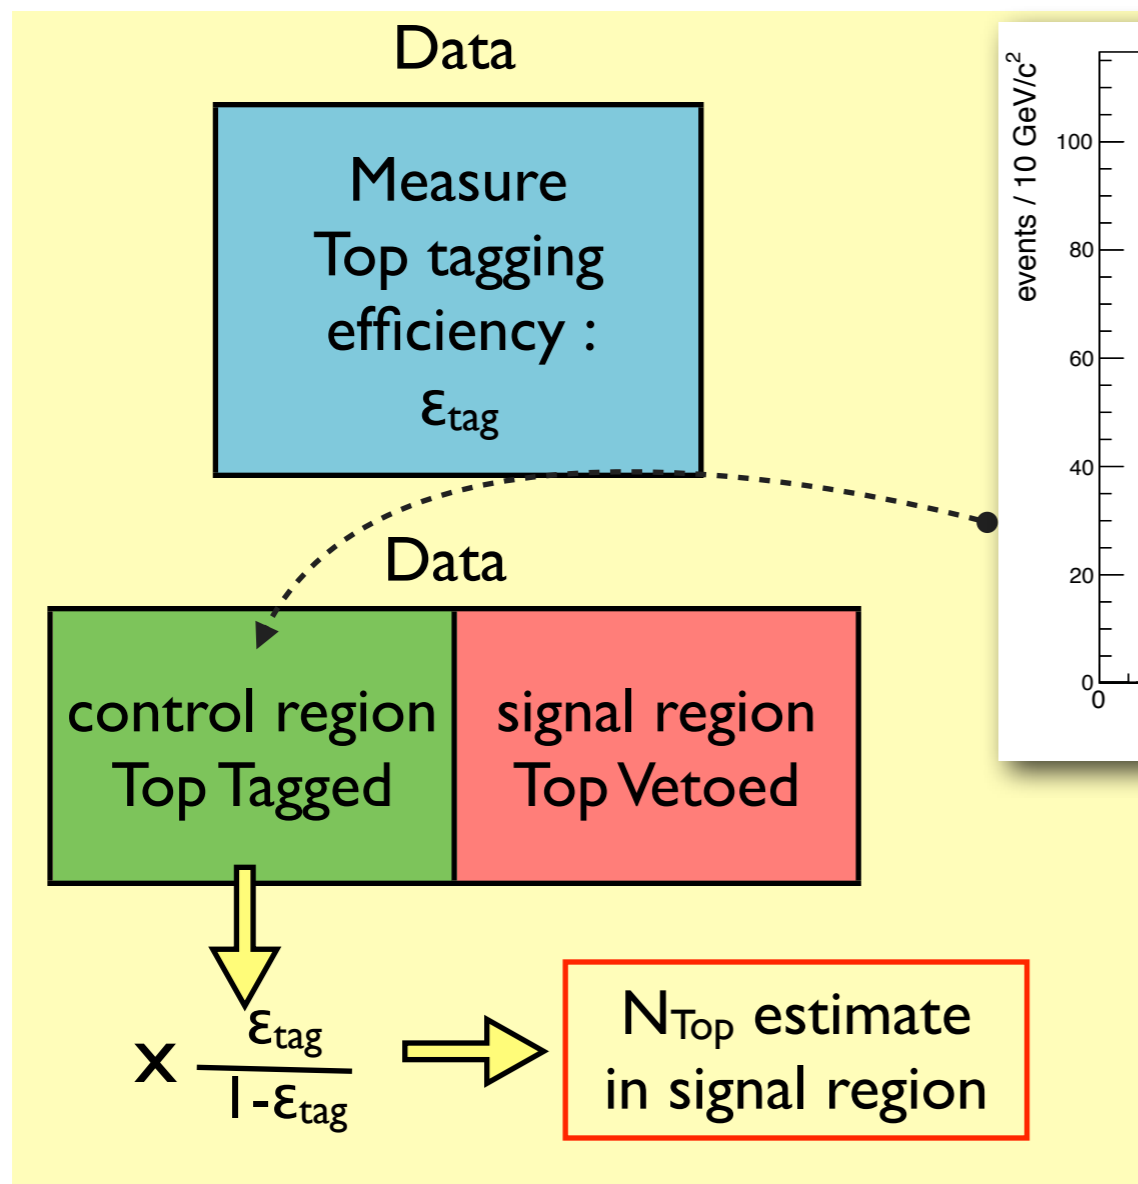 Data
Measure
Top tagging
efficiency :
εtag
Data
control region
Top Tagged
signal region
Top Vetoed
x εtag
1-εtag
NTop estimate
in signal region
events / 10 GeV/c²
100
80
60
40
20
0
0